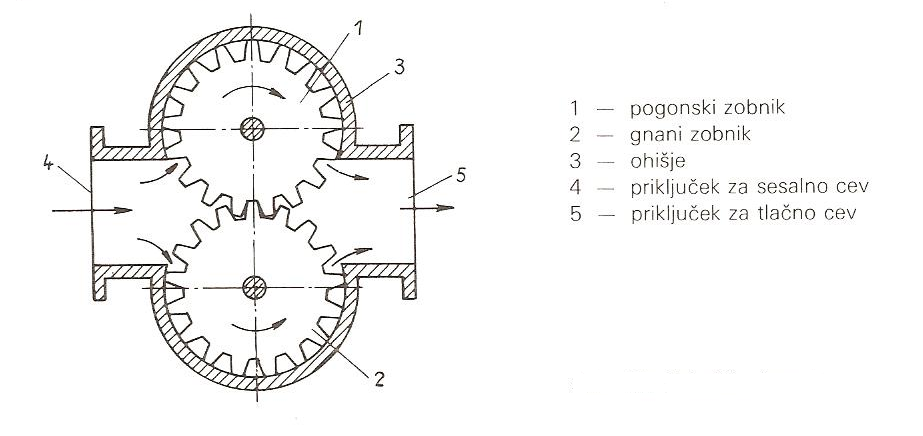 1
3
4
5
2
1 — pogonski zobnik
2 — gnani zobnik
3 — ohišje
4 — priključek za sesalno cev
5 — priključek za tlačno cev